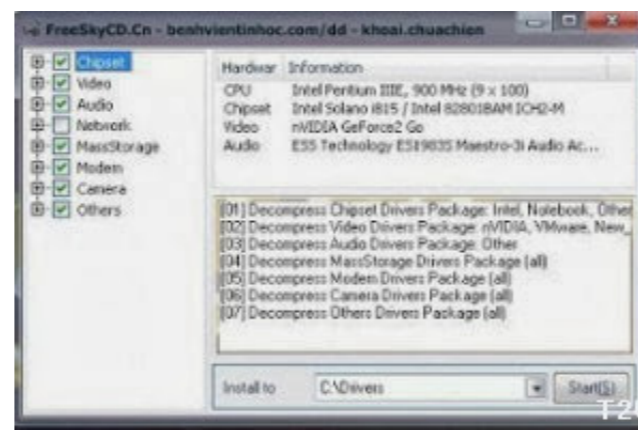 FreeSkyCD.Cn - benhvientinhoc.com/dd - khoai.chuachien
Chipset
Video
Audio
Network
MassStorage
Modem
Camera
Others
Hardwar Information
CPU Intel Pentium IIIE, 900 MHz (9 x 100)
Chipset Intel Solano i815 / Intel 82801BAM ICH2-M
Video nVIDIA GeForce2 Go
Audio ESS Technology ES1983S Maestro-3i Audio Ac...
[01] Decompress Chipset Drivers Package: Intel, Notebook, Other
[02] Decompress Video Drivers Package: nVIDIA, VMware, New_
[03] Decompress Audio Drivers Package: Other
[04] Decompress MassStorage Drivers Package (all)
[05] Decompress Modem Drivers Package (all)
[06] Decompress Camera Drivers Package (all)
[07] Decompress Others Drivers Package (all)
Install to C:\Drivers Start(S)